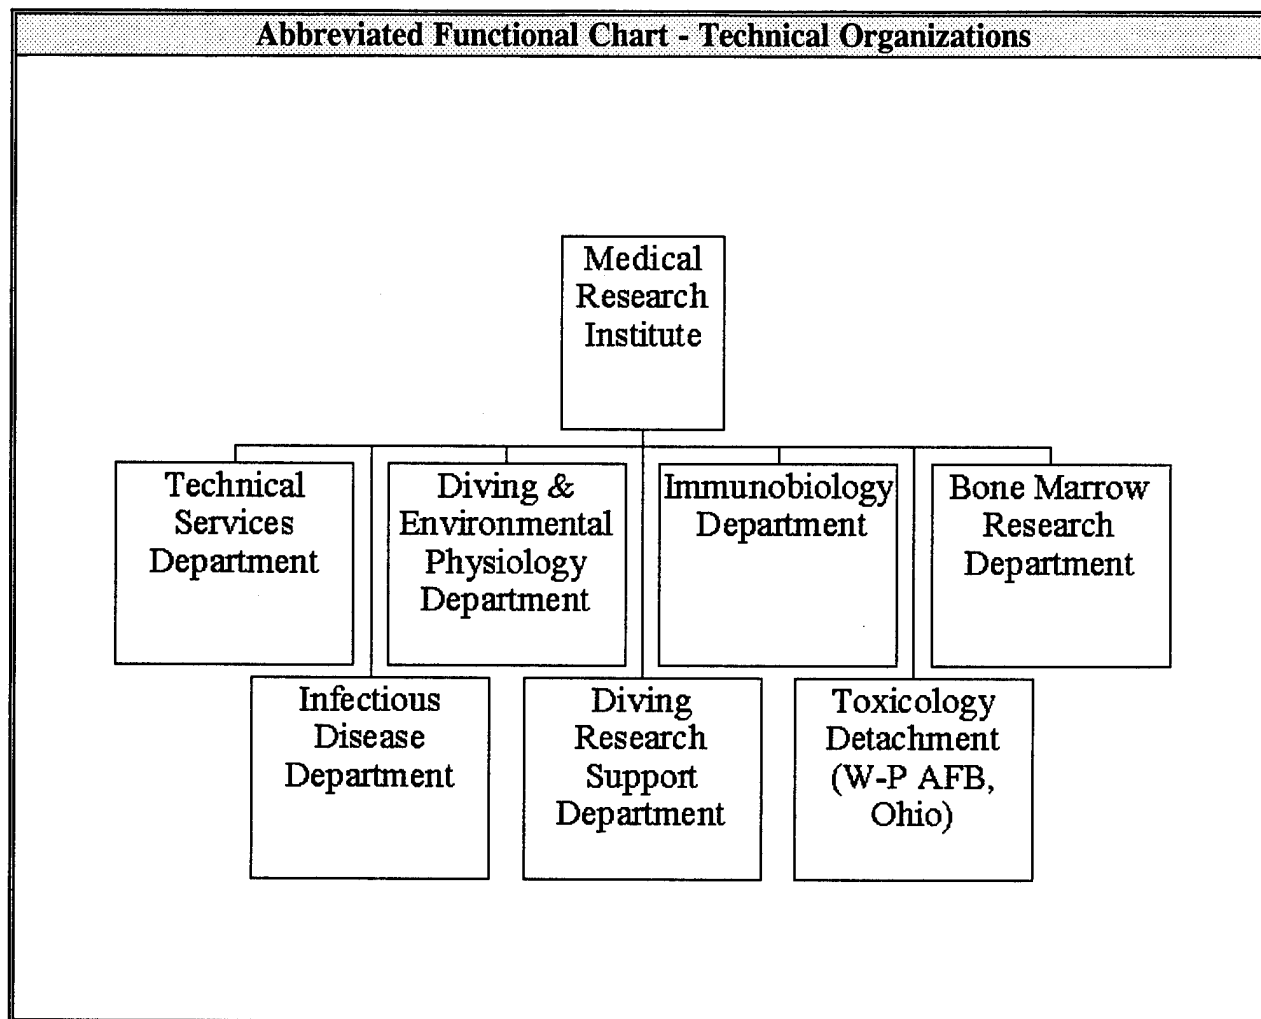 Abbreviated Functional Chart - Technical Organizations
Medical
Research
Institute
Technical
Services
Department
Diving &
Environmental
Physiology
Department
Immunobiology
Department
Bone Marrow
Research
Department
Infectious
Disease
Department
Diving
Research
Support
Department
Toxicology
Detachment
(W-P AFB,
Ohio)